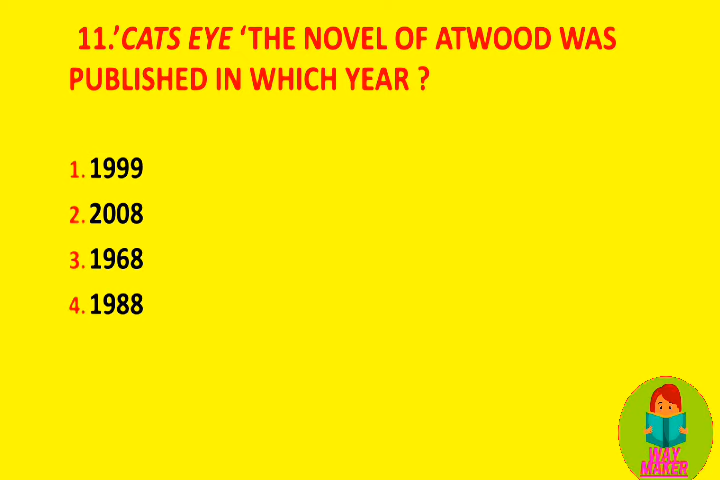 11.’CATS EYE ‘THE NOVEL OF ATWOOD WAS
PUBLISHED IN WHICH YEAR ?
1. 1999
2. 2008
3. 1968
4. 1988
WAY
MAKER